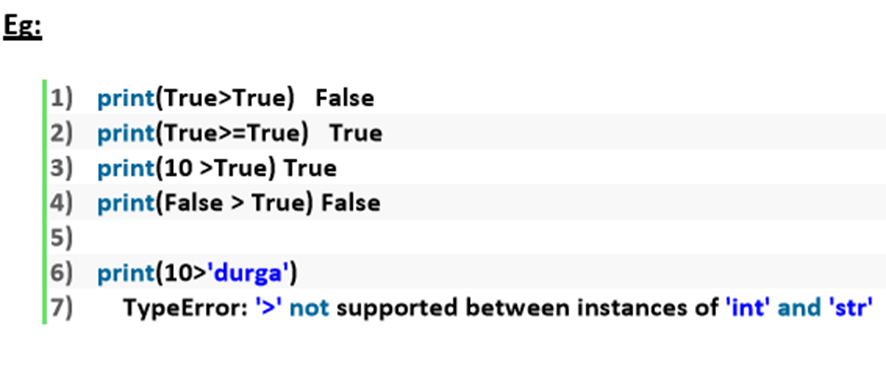 Eg:
1) print(True>True) False
2) print(True>=True) True
3) print(10 >True) True
4) print(False > True) False
5)
6) print(10>'durga')
7) TypeError: '>' not supported between instances of 'int' and 'str'